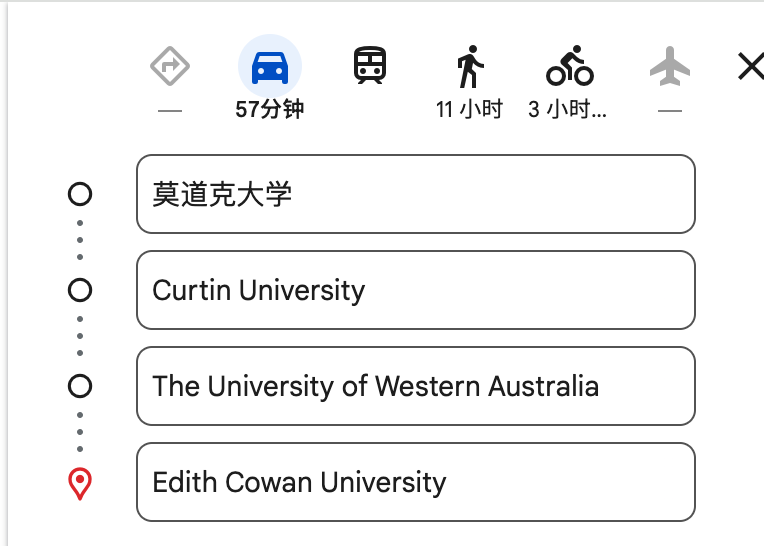 57分钟
11 小时
3 小时...
莫道克大学
Curtin University
The University of Western Australia
Edith Cowan University